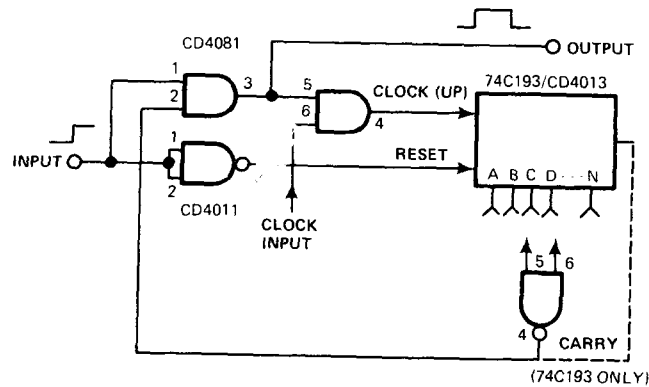 CD4081
OUTPUT
74C193/CD4013
1
2
3
5
6
4
CLOCK (UP)
INPUT
1
2
RESET
CD4011
CLOCK
INPUT
A B C D···N
5 6
4
CARRY
(74C193 ONLY)